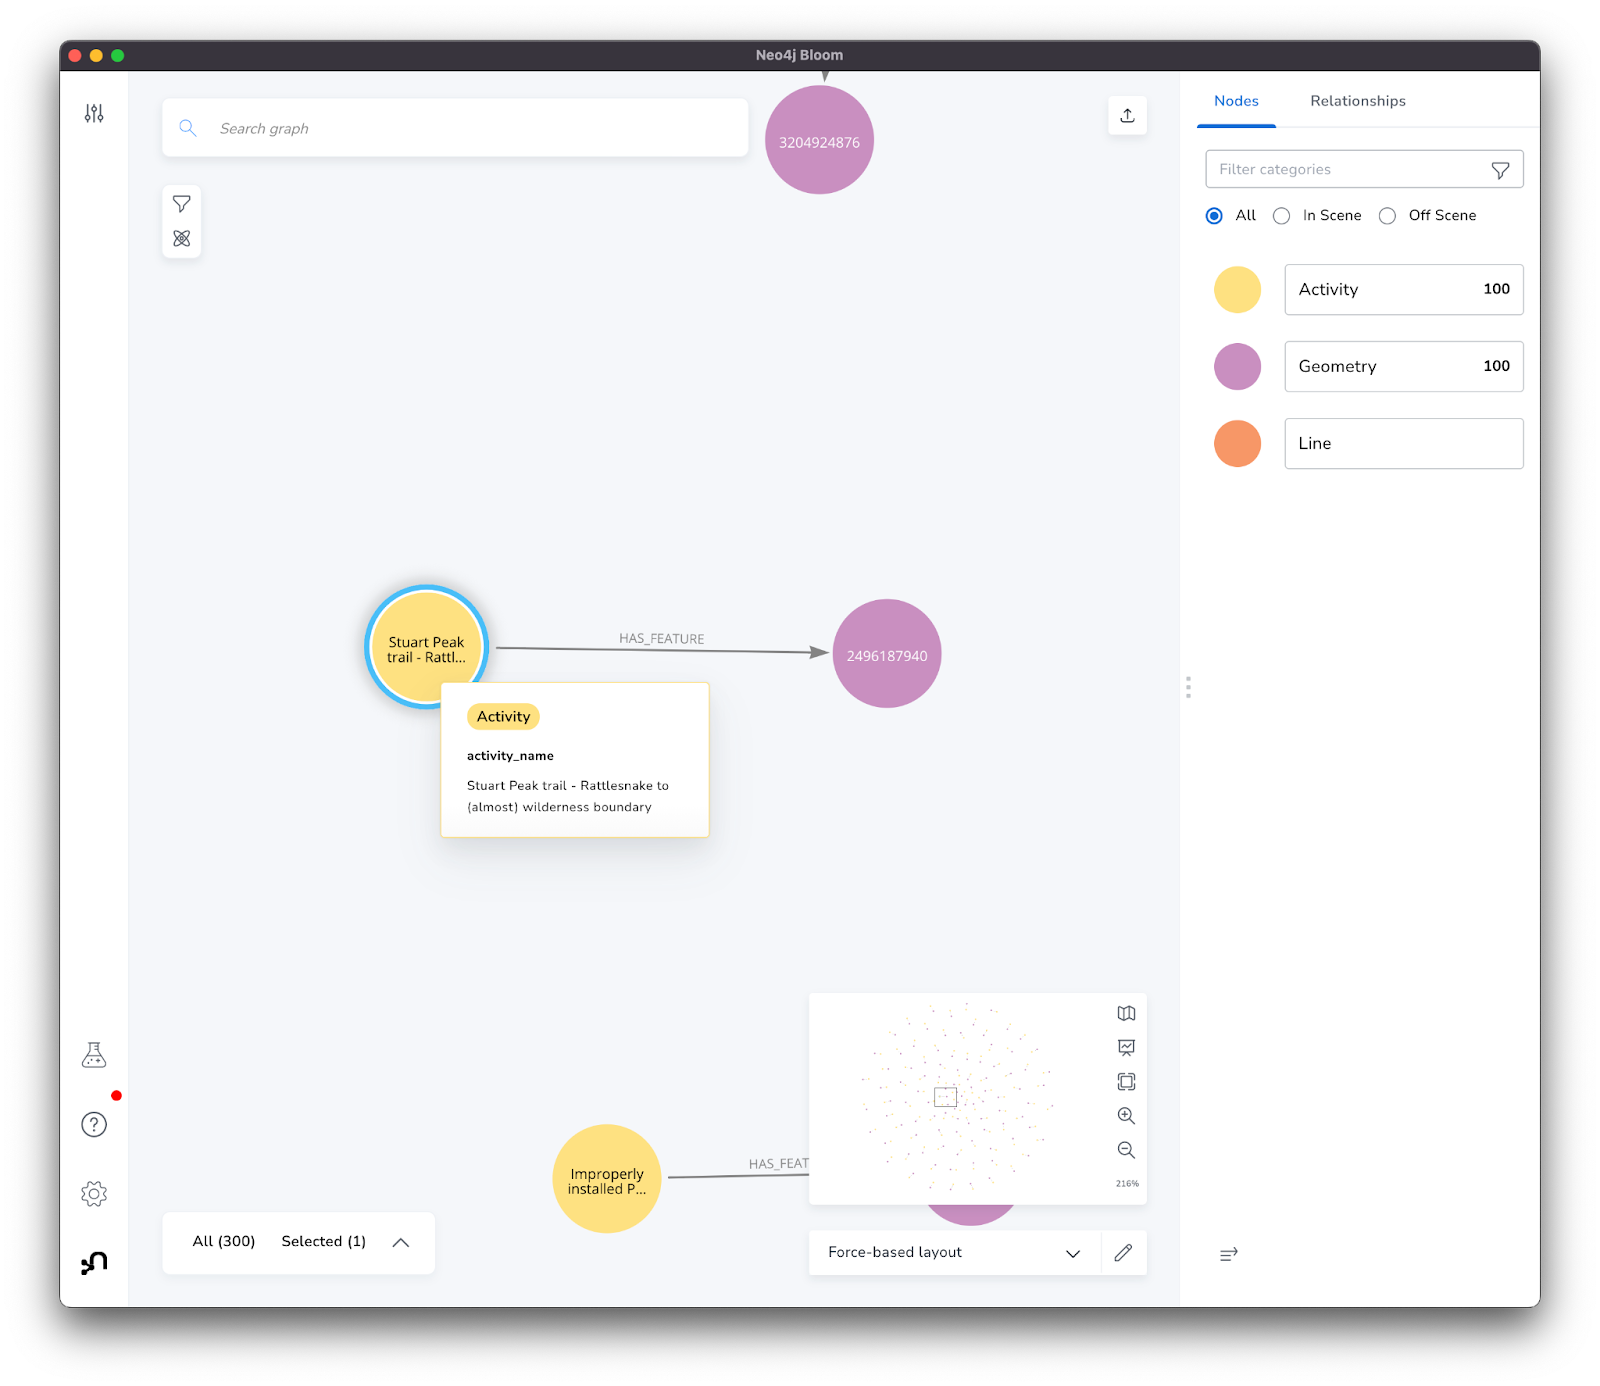 Neo4j Bloom
Search graph
3204924876
Nodes
Relationships
Filter categories
All
In Scene
Off Scene
Activity
100
Geometry
100
Line
Stuart Peak
trail - Rattl...
HAS_FEATURE
2496187940
Activity
activity_name
Stuart Peak trail - Rattlesnake to
(almost) wilderness boundary
Improperly
installed P...
HAS_FEAT
216%
All (300)
Selected (1)
Force-based layout